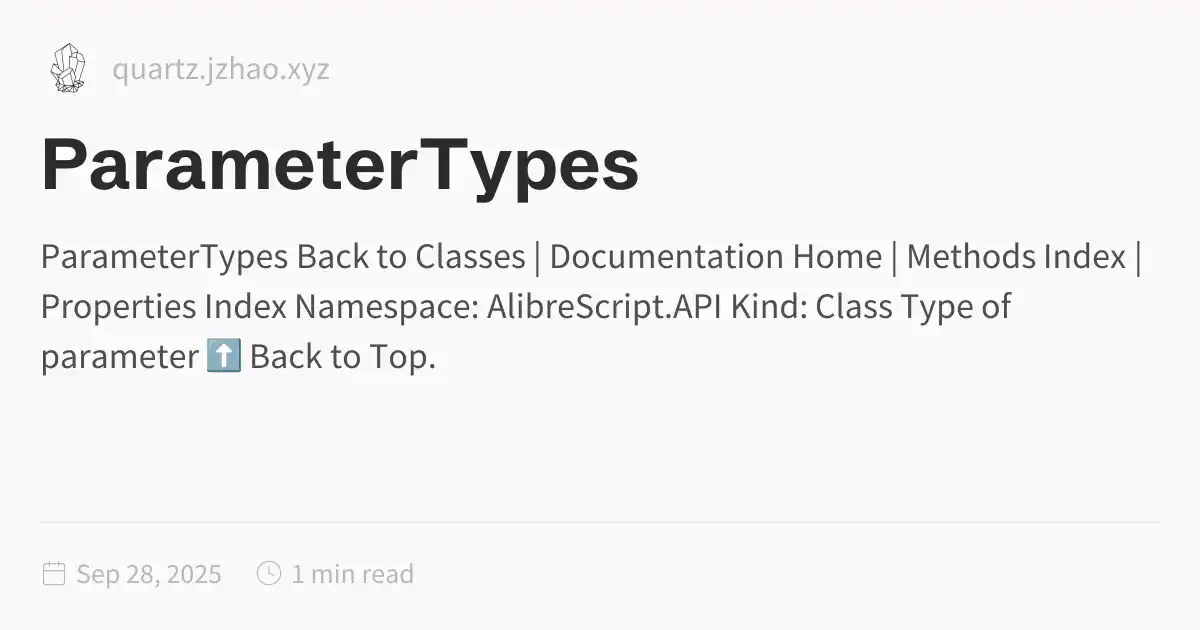 quartz.jzhao.xyz
ParameterTypes
ParameterTypes Back to Classes | Documentation Home | Methods Index |
Properties Index Namespace: AlibreScript.API Kind: Class Type of
parameter ⬆️ Back to Top.
Sep 28, 2025 1 min read